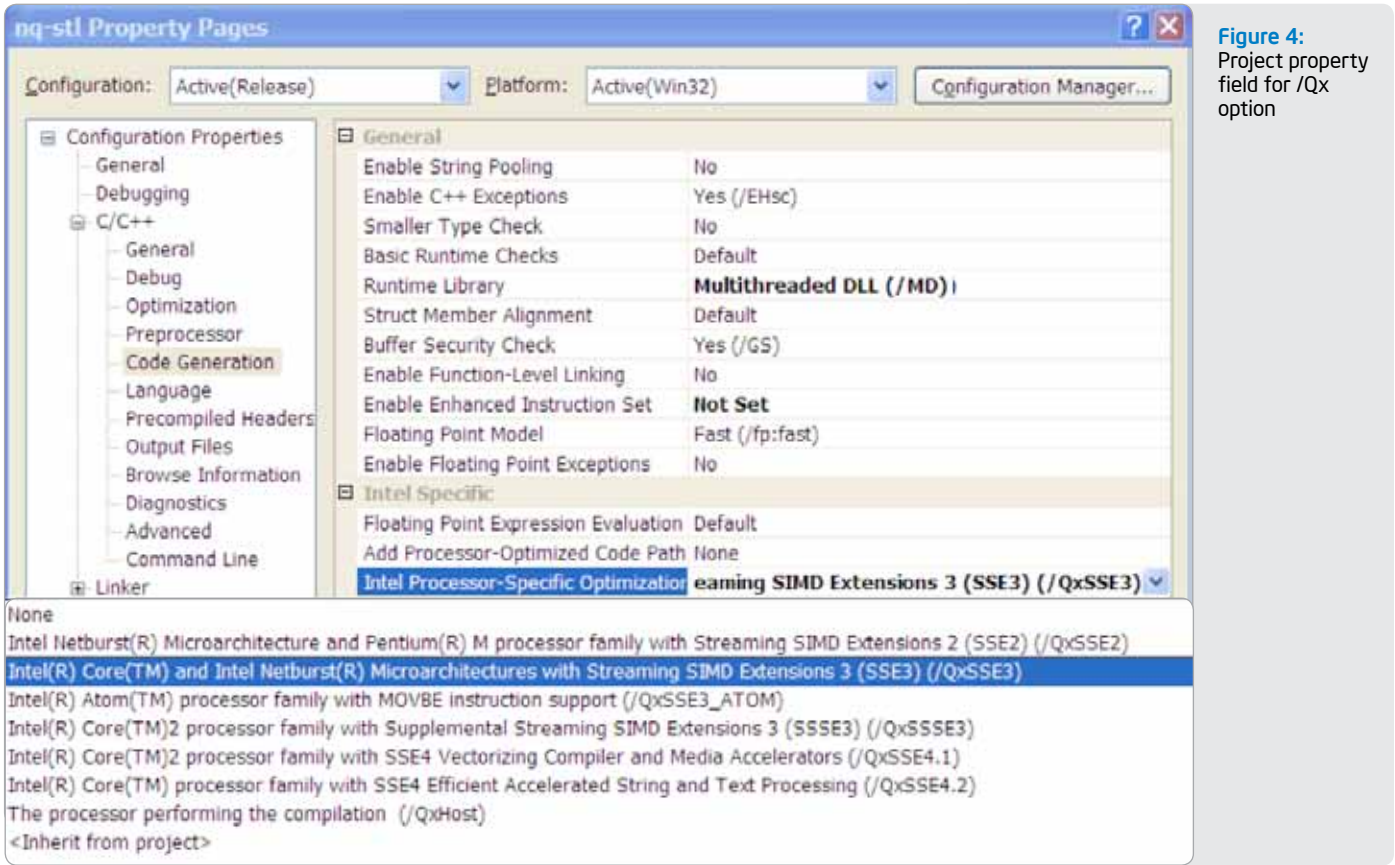 nq-stl Property Pages
Configuration: Active(Release) Platform: Active(Win32) Configuration Manager...
Configuration Properties
General
Debugging
C/C++
General
Debug
Optimization
Preprocessor
Code Generation
Language
Precompiled Headers
Output Files
Browse Information
Diagnostics
Advanced
Command Line
Linker
General
Enable String Pooling No
Enable C++ Exceptions Yes (/EHsc)
Smaller Type Check No
Basic Runtime Checks Default
Runtime Library Multithreaded DLL (/MD)
Struct Member Alignment Default
Buffer Security Check Yes (/GS)
Enable Function-Level Linking No
Enable Enhanced Instruction Set Not Set
Floating Point Model Fast (/fp:fast)
Enable Floating Point Exceptions No
Intel Specific
Floating Point Expression Evaluation Default
Add Processor-Optimized Code Path None
Intel Processor-Specific Optimization eaming SIMD Extensions 3 (SSE3) (/QxSSE3)
None
Intel Netburst(R) Microarchitecture and Pentium(R) M processor family with Streaming SIMD Extensions 2 (SSE2) (/QxSSE2)
Intel(R) Core(TM) and Intel Netburst(R) Microarchitectures with Streaming SIMD Extensions 3 (SSE3) (/QxSSE3)
Intel(R) Atom(TM) processor family with MOVBE instruction support (/QxSSE3_ATOM)
Intel(R) Core(TM)2 processor family with Supplemental Streaming SIMD Extensions 3 (SSSE3) (/QxSSSE3)
Intel(R) Core(TM)2 processor family with SSE4 Vectorizing Compiler and Media Accelerators (/QxSSE4.1)
Intel(R) Core(TM) processor family with SSE4 Efficient Accelerated String and Text Processing (/QxSSE4.2)
The processor performing the compilation (/QxHost)
<Inherit from project>
Figure 4:
Project property
field for /Qx
option